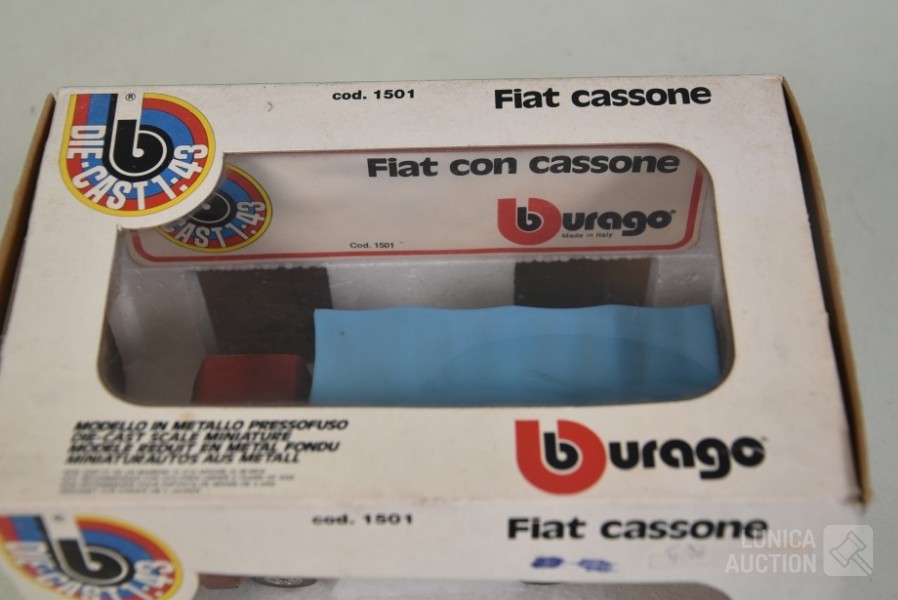 cod. 1501
Fiat cassone
b ®
DIE-CAST 1:43
Fiat con cassone
CAST 1:43
burago®
Made in Italy
Cod. 1501
MODELLO IN METALLO PRESSOFUSO
DIE-CAST SCALE MINIATURE
MODELE REDUIT EN METAL FONDU
MINIATURAUTOS AUS METALL
burago
cod. 1501
Fiat cassone
b ®
DIE-CAST 1:43
LUNICA
AUCTION